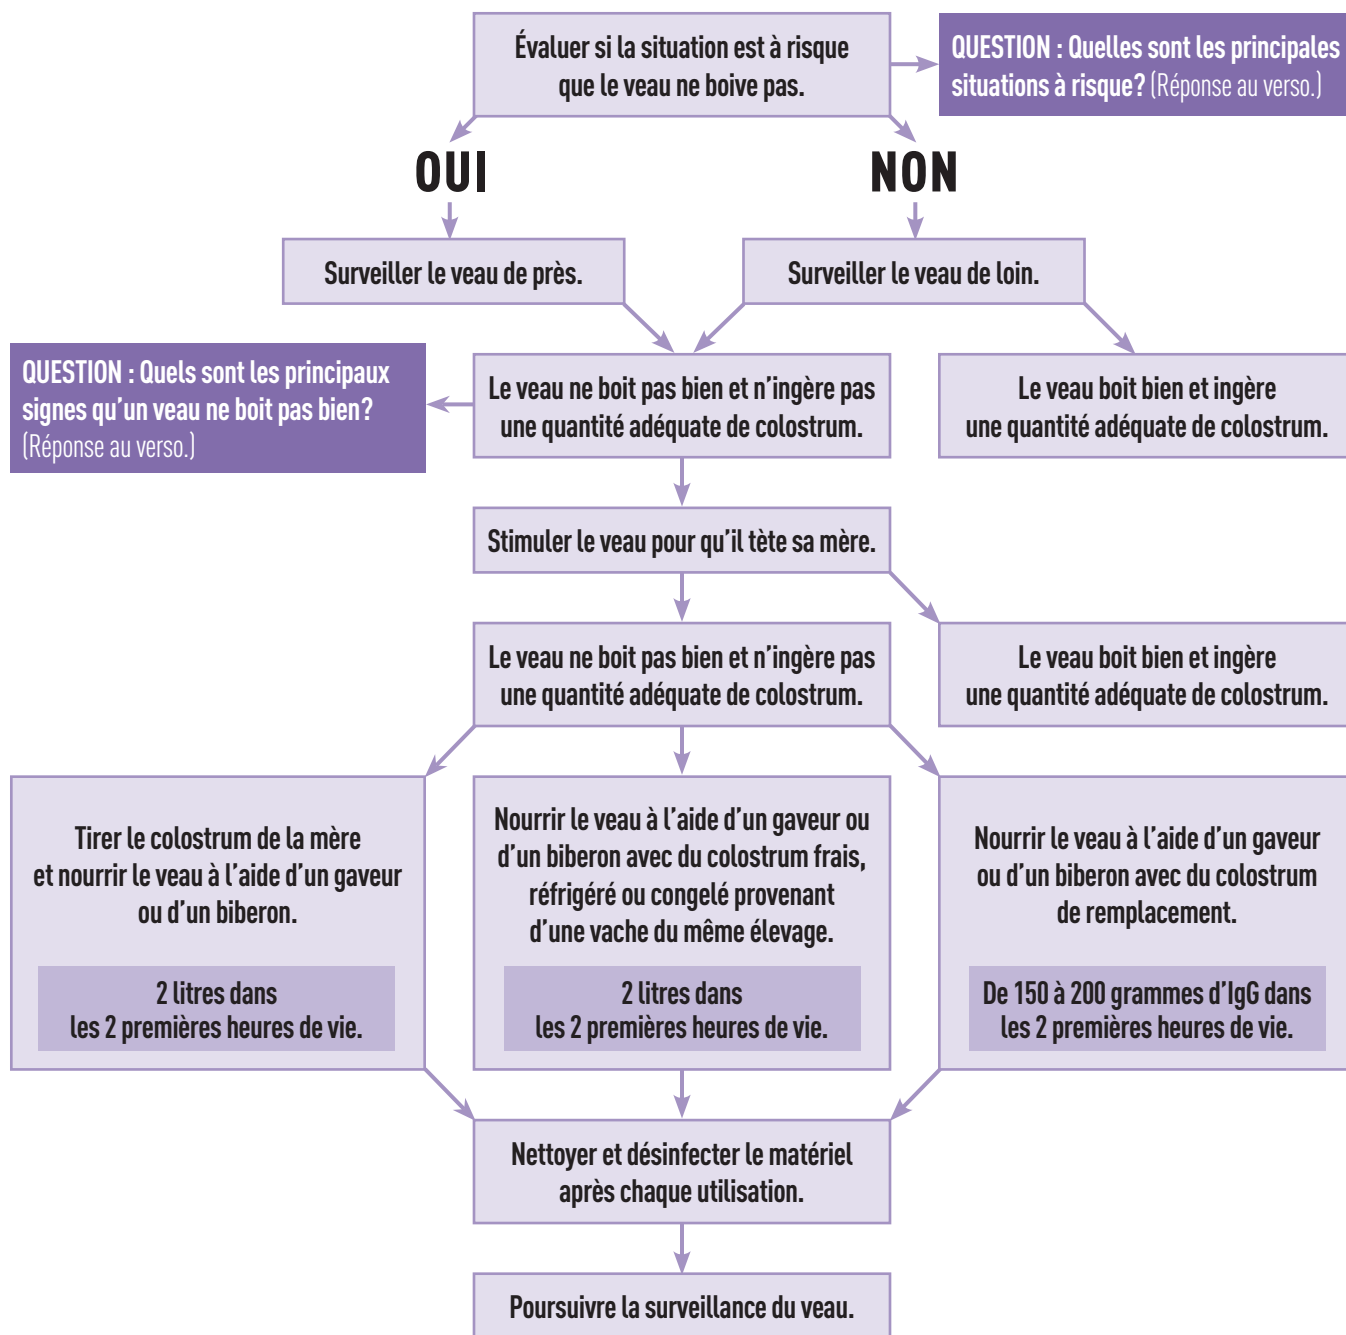 Évaluer si la situation est à risque
que le veau ne boive pas.
QUESTION : Quelles sont les principales
situations à risque? (Réponse au verso.)
OUI
NON
Surveiller le veau de près.
Surveiller le veau de loin.
QUESTION : Quels sont les principaux
signes qu’un veau ne boit pas bien?
(Réponse au verso.)
Le veau ne boit pas bien et n’ingère pas
une quantité adéquate de colostrum.
Le veau boit bien et ingère
une quantité adéquate de colostrum.
Stimuler le veau pour qu’il tète sa mère.
Le veau ne boit pas bien et n’ingère pas
une quantité adéquate de colostrum.
Le veau boit bien et ingère
une quantité adéquate de colostrum.
Tirer le colostrum de la mère
et nourrir le veau à l’aide d’un gaveur
ou d’un biberon.
2 litres dans
les 2 premières heures de vie.
Nourrir le veau à l’aide d’un gaveur ou
d’un biberon avec du colostrum frais,
réfrigéré ou congelé provenant
d’une vache du même élevage.
2 litres dans
les 2 premières heures de vie.
Nourrir le veau à l’aide d’un gaveur
ou d’un biberon avec du colostrum
de remplacement.
De 150 à 200 grammes d’IgG dans
les 2 premières heures de vie.
Nettoyer et désinfecter le matériel
après chaque utilisation.
Poursuivre la surveillance du veau.